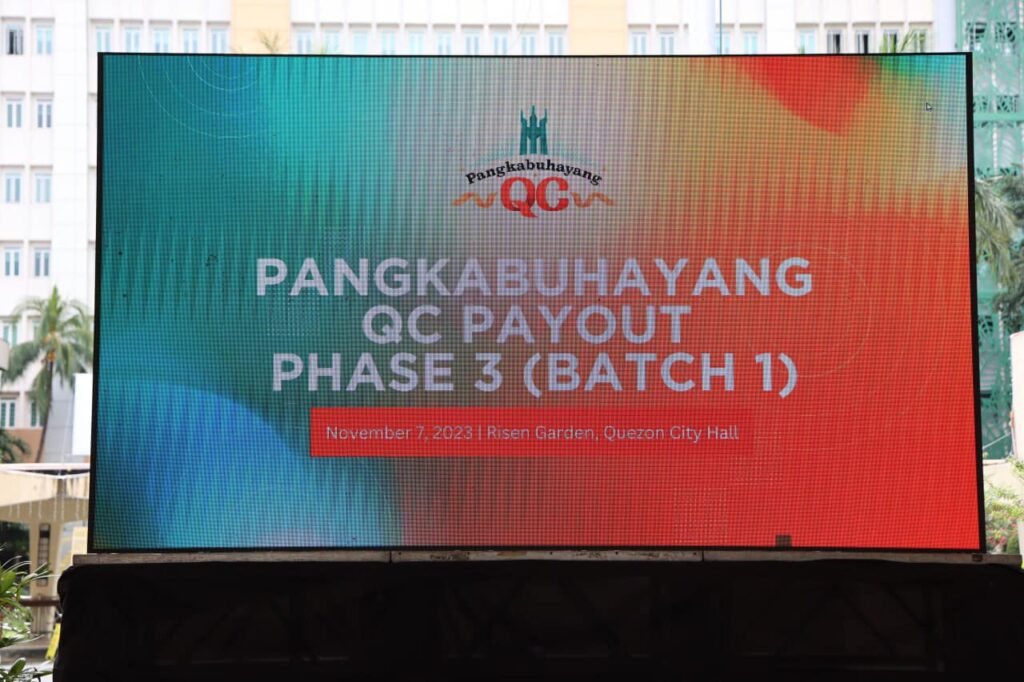 Pangkabuhayang
QC
PANGKABUHAYANG
QC PAYOUT
PHASE 3 (BATCH 1)
November 7, 2023 | Risen Garden, Quezon City Hall